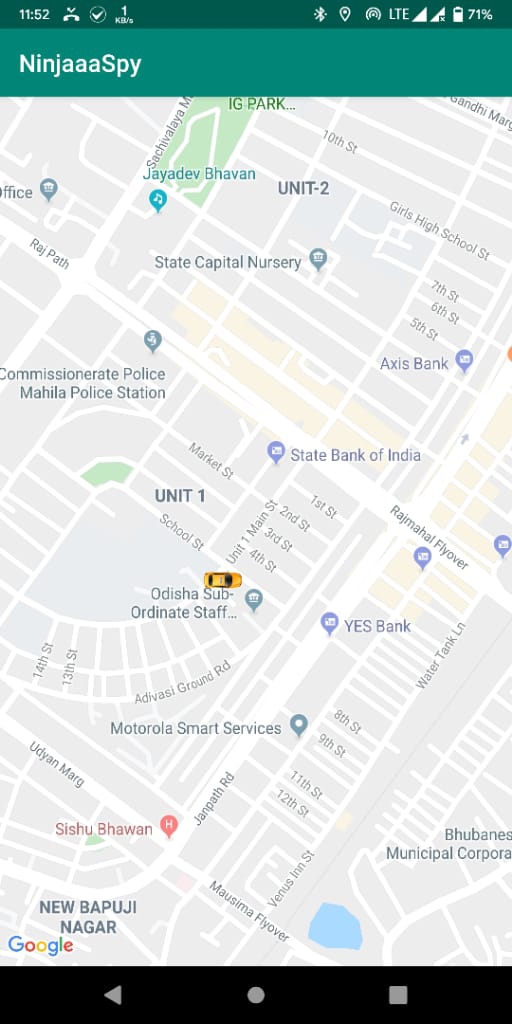 11:52
1
KB/s
LTE
71%
NinjaaaSpy
IG PARK...
Gandhi Marg
Sachivalaya Ma
10th St
Jayadev Bhavan
UNIT-2
Office
Girls High School St
Raj Path
State Capital Nursery
7th St
6th St
5th St
Axis Bank
Commissionerate Police
Mahila Police Station
Market St
State Bank of India
UNIT 1
1st St
2nd St
Rajmahal Flyover
School St
Unit 1 Main St
3rd St
4th St
Odisha Sub-
Ordinate Staff...
YES Bank
14th St
13th St
Water Tank Ln
Adivasi Ground Rd
8th St
Motorola Smart Services
9th St
Udyan Marg
11th St
12th St
Janpath Rd
Sishu Bhawan
H
Bhubanes
Municipal Corpora
Venus Inn St
Mausima Flyover
NEW BAPUJI
NAGAR
Google